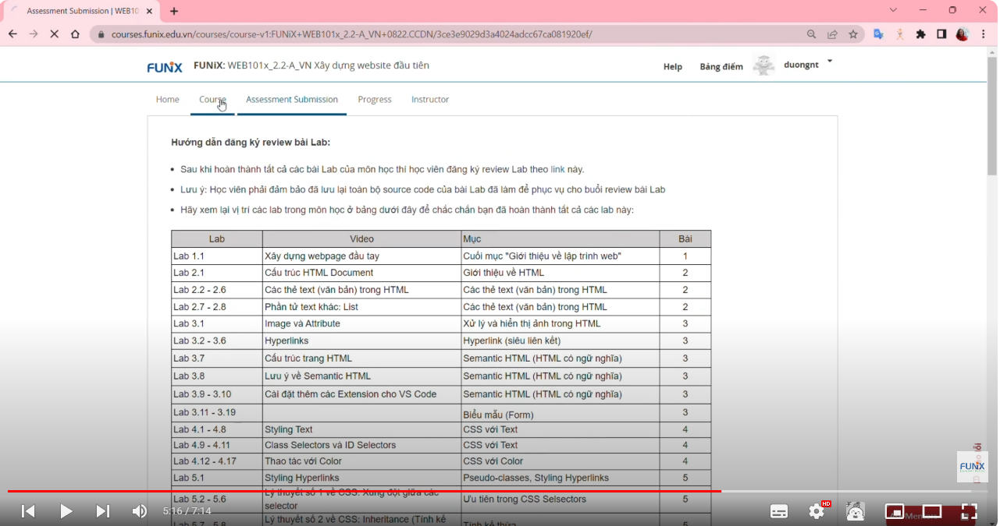 Assessment Submission | WEB10
courses.funix.edu.vn/courses/course-v1:FUNiX+WEB101x_2.2-A_VN+0822.CCDN/3ce3e9029d3a4024adcc67ca081920ef/
FUNiX FUNiX: WEB101x_2.2-A_VN Xây dựng website đầu tiên Help Bảng điểm duongnt
Home Course Assessment Submission Progress Instructor
Hướng dẫn đăng ký review bài Lab:
• Sau khi hoàn thành tất cả các bài Lab của môn học thì học viên đăng ký review Lab theo link này.
• Lưu ý: Học viên phải đảm bảo đã lưu lại toàn bộ source code của bài Lab đã làm để phục vụ cho buổi review bài Lab
• Hãy xem lại vị trí các lab trong môn học ở bảng dưới đây để chắc chắn bạn đã hoàn thành tất cả các lab này:
Lab Video Mục Bài
Lab 1.1 Xây dựng webpage đầu tay Cuối mục "Giới thiệu về lập trình web" 1
Lab 2.1 Cấu trúc HTML Document Giới thiệu về HTML 2
Lab 2.2 - 2.6 Các thẻ text (văn bản) trong HTML Các thẻ text (văn bản) trong HTML 2
Lab 2.7 - 2.8 Phần tử text khác: List Các thẻ text (văn bản) trong HTML 2
Lab 3.1 Image và Attribute Xử lý và hiển thị ảnh trong HTML 3
Lab 3.2 - 3.6 Hyperlinks Hyperlink (siêu liên kết) 3
Lab 3.7 Cấu trúc trang HTML Semantic HTML (HTML có ngữ nghĩa) 3
Lab 3.8 Lưu ý về Semantic HTML Semantic HTML (HTML có ngữ nghĩa) 3
Lab 3.9 - 3.10 Cài đặt thêm các Extension cho VS Code Semantic HTML (HTML có ngữ nghĩa) 3
Lab 3.11 - 3.19 Biểu mẫu (Form) 3
Lab 4.1 - 4.8 Styling Text CSS với Text 4
Lab 4.9 - 4.11 Class Selectors và ID Selectors CSS với Text 4
Lab 4.12 - 4.17 Thao tác với Color CSS với Color 4
Lab 5.1 Styling Hyperlinks Pseudo-classes, Styling Hyperlinks 5
Lab 5.2 - 5.6 Lý thuyết số 1 về CSS: Xung đột giữa các selector Ưu tiên trong CSS Selsectors 5
Lab 5.7 - 5.8 Lý thuyết số 2 về CSS: Inheritance (Tính kế thừa) 5
FUNiX
5:16 / 7:14
HD